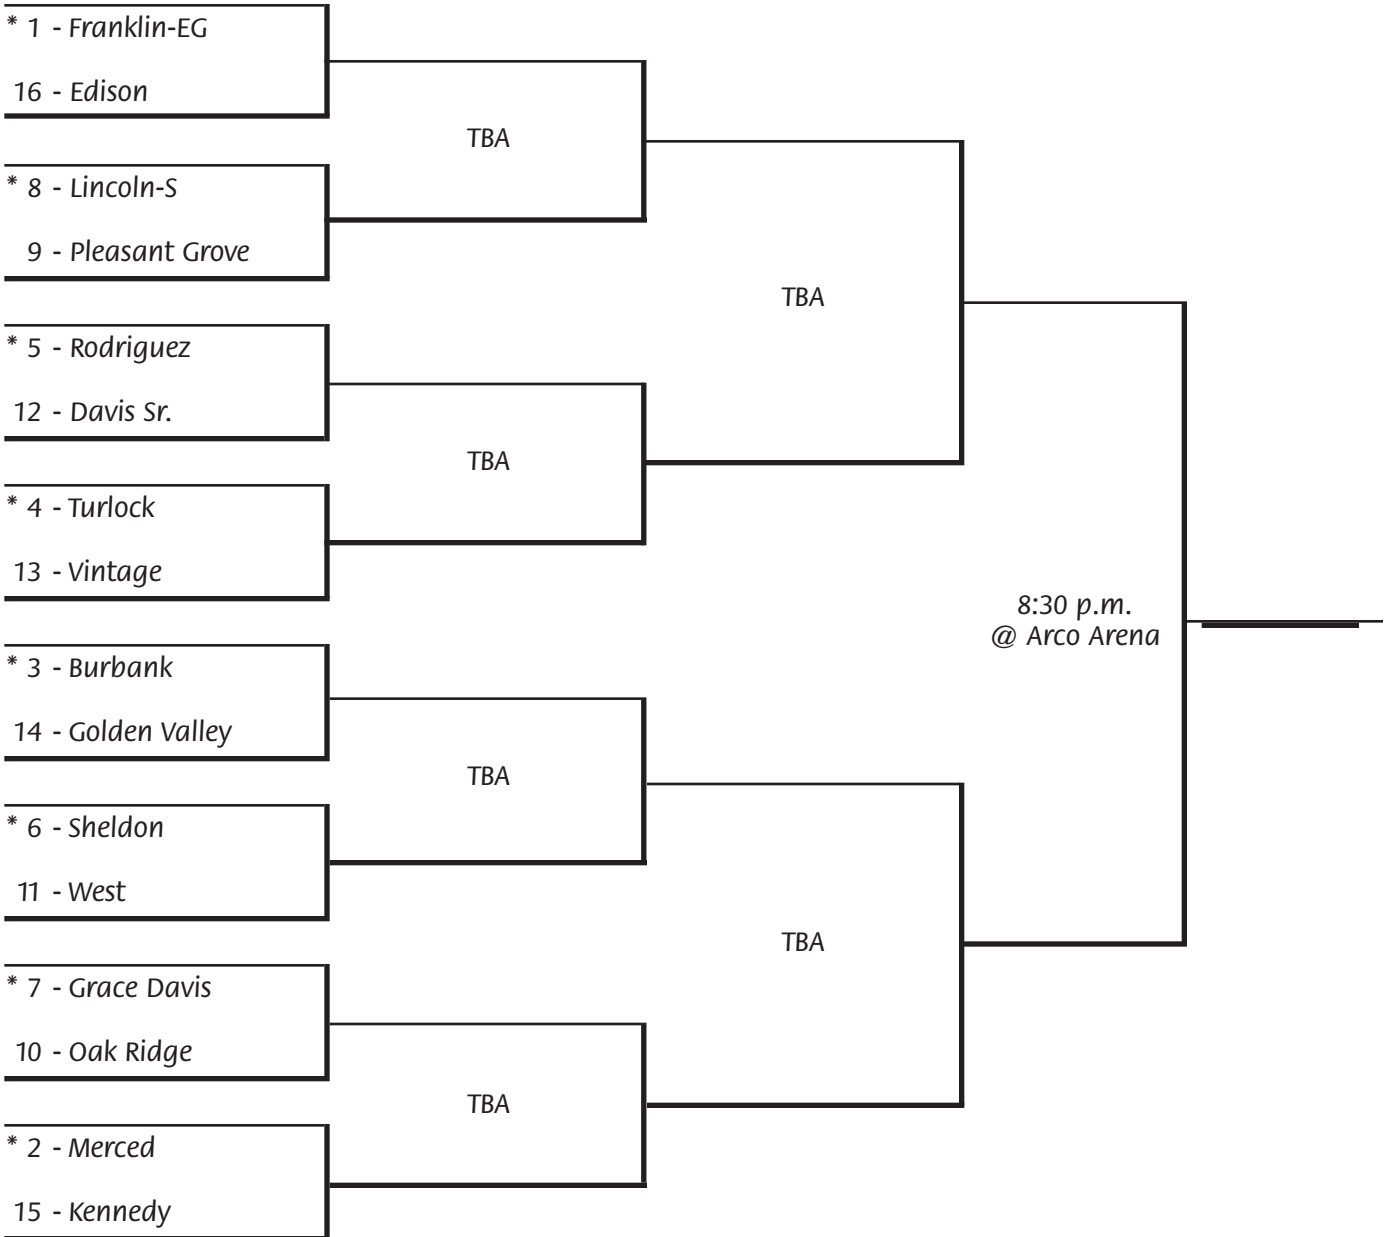 * 1 - Franklin-EG
16 - Edison
TBA
* 8 - Lincoln-S
9 - Pleasant Grove
TBA
* 5 - Rodriguez
12 - Davis Sr.
TBA
* 4 - Turlock
13 - Vintage
8:30 p.m.
@ Arco Arena
* 3 - Burbank
14 - Golden Valley
TBA
* 6 - Sheldon
11 - West
TBA
* 7 - Grace Davis
10 - Oak Ridge
TBA
* 2 - Merced
15 - Kennedy